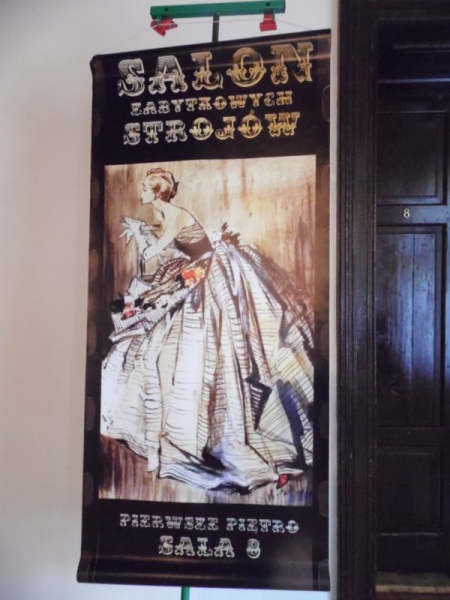 SALON
ZABYTKOWYCH
STROJÓW
8
PIERWSZE PIĘTRO
SALA 8